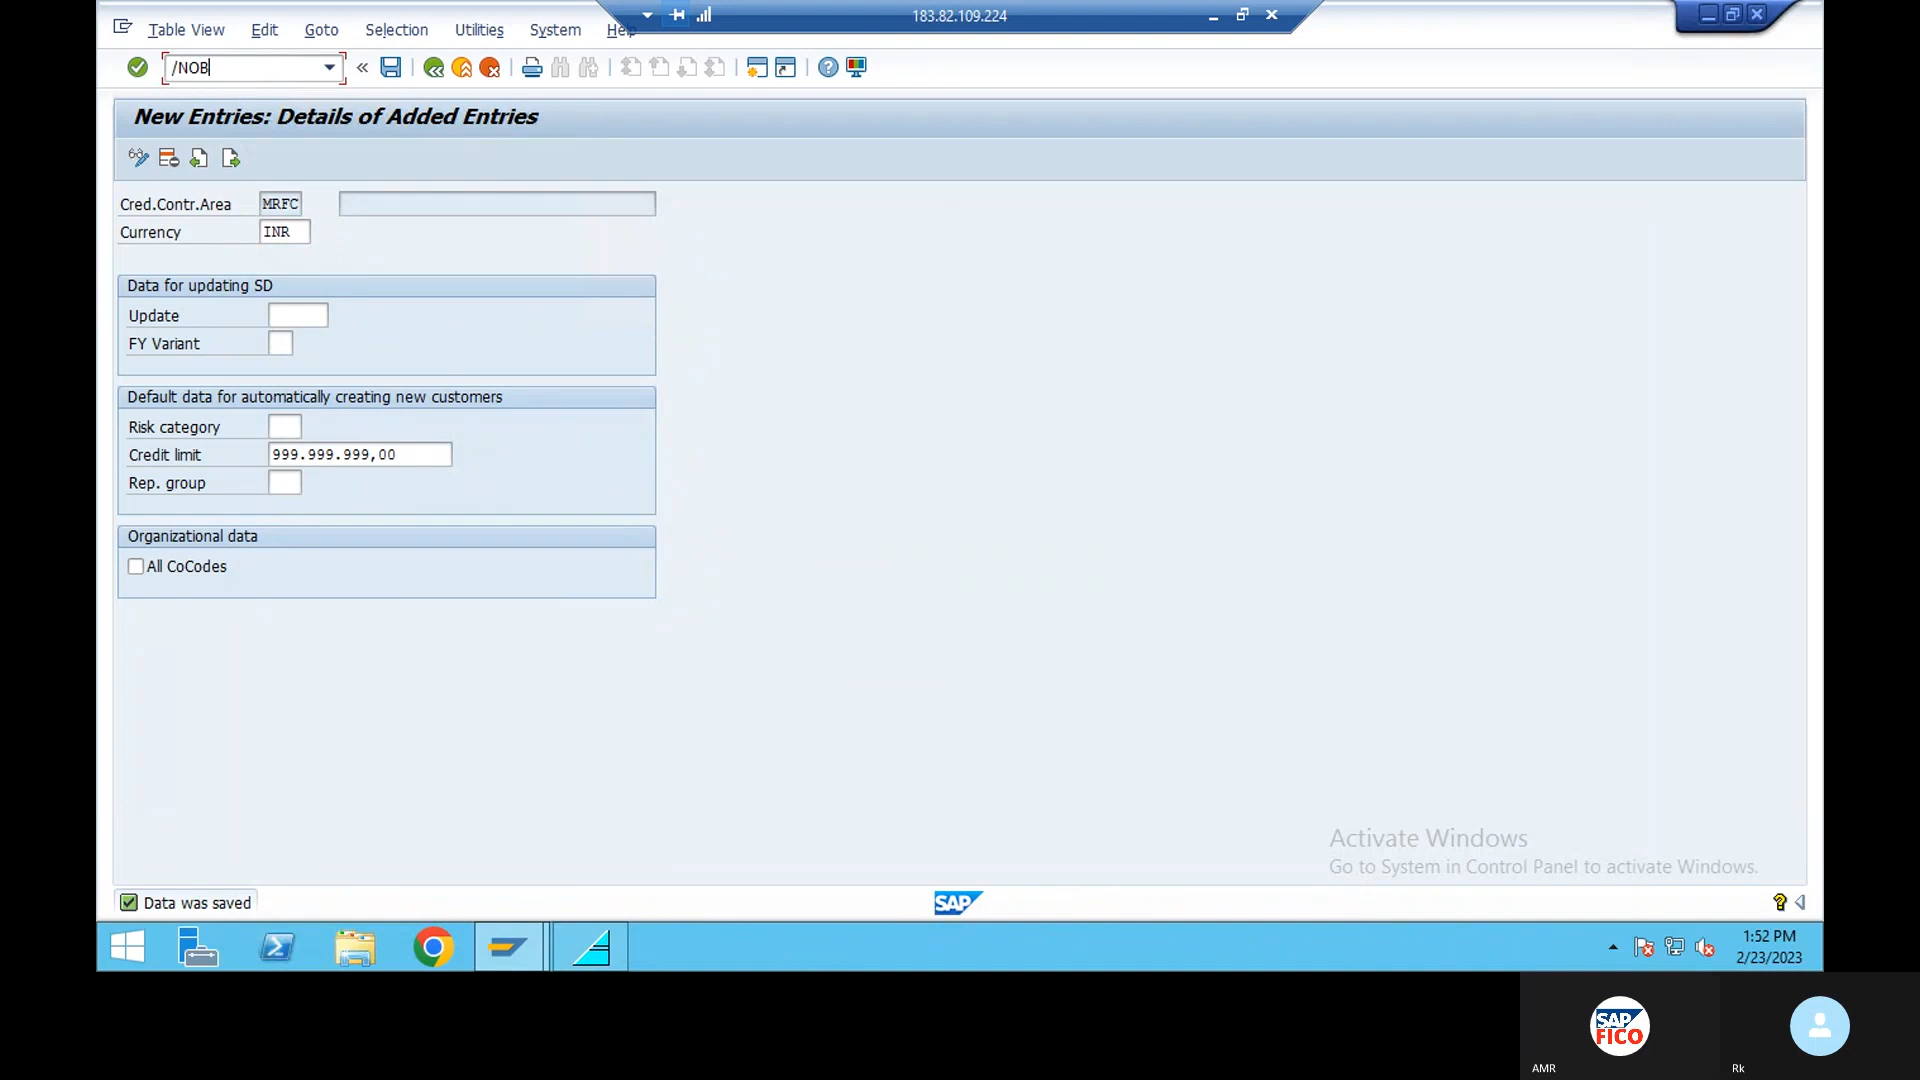 183.82.109.224
Table View Edit Goto Selection Utilities System Help
/NOB
New Entries: Details of Added Entries
Cred.Contr.Area MRFC
Currency INR
Data for updating SD
Update
FY Variant
Default data for automatically creating new customers
Risk category
Credit limit 999.999.999,00
Rep. group
Organizational data
All CoCodes
Activate Windows
Go to System in Control Panel to activate Windows.
Data was saved
SAP
1:52 PM
2/23/2023
SAP
FICO
AMR
Rk